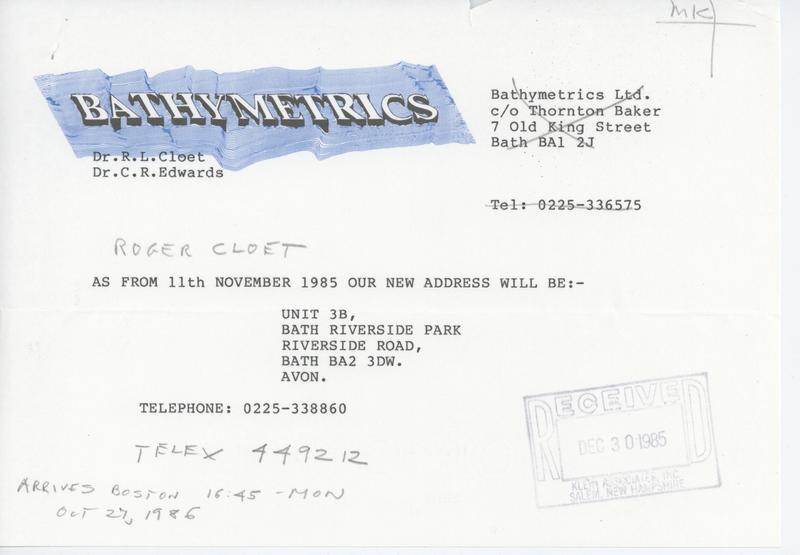 MK
BATHYMETRICS
Dr.R.L.Cloet
Dr.C.R.Edwards
Bathymetrics Ltd.
c/o Thornton Baker
7 Old King Street
Bath BA1 2J
Tel: 0225-336575
ROGER CLOET
AS FROM 11th NOVEMBER 1985 OUR NEW ADDRESS WILL BE:-
UNIT 3B,
BATH RIVERSIDE PARK
RIVERSIDE ROAD,
BATH BA2 3DW.
AVON.
TELEPHONE: 0225-338860
TELEX 449212
ARRIVES BOSTON 16:45 - MON
OCT 27, 1986
RECEIVED
DEC 30 1985
KLEIN ASSOCIATES, INC.
SALEM, NEW HAMPSHIRE